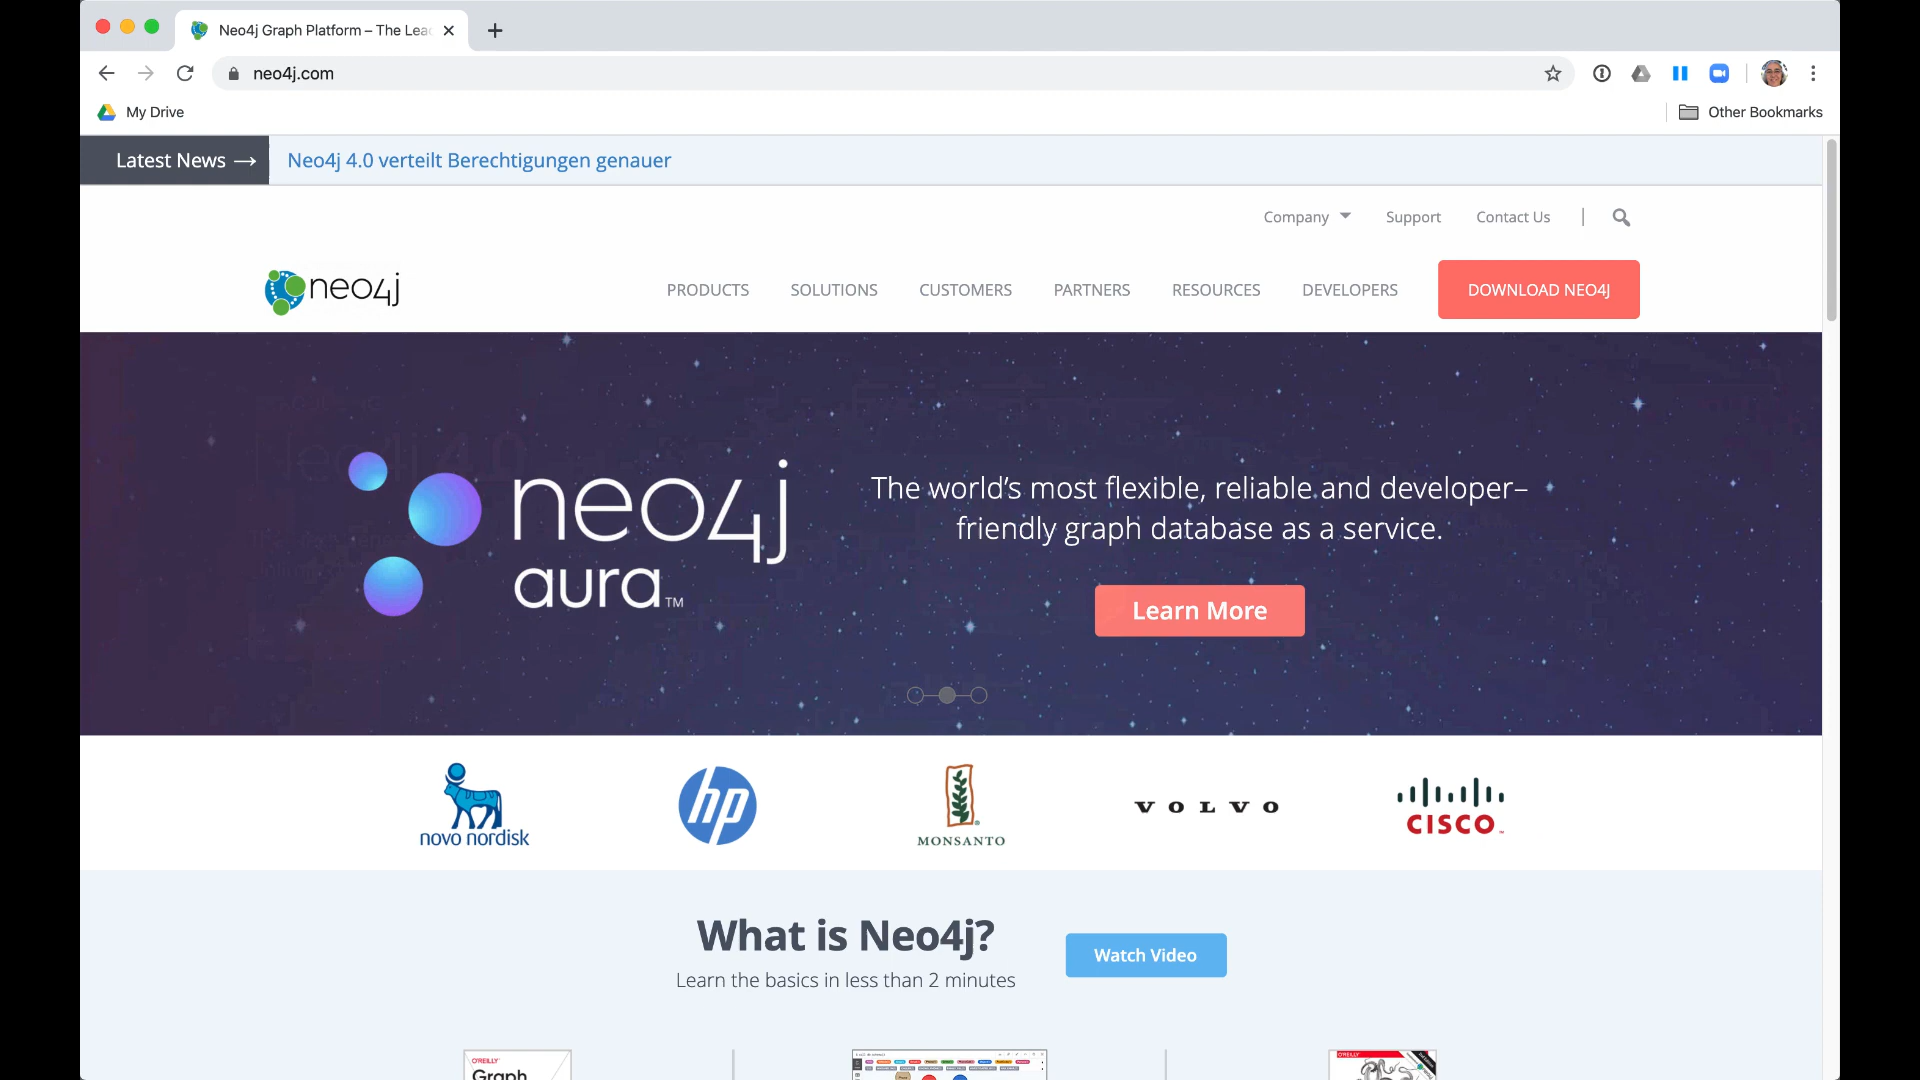 Neo4j Graph Platform – The Lea
neo4j.com
My Drive
Other Bookmarks
Latest News →
Neo4j 4.0 verteilt Berechtigungen genauer
Company
Support
Contact Us
neo4j
PRODUCTS
SOLUTIONS
CUSTOMERS
PARTNERS
RESOURCES
DEVELOPERS
DOWNLOAD NEO4J
neo4j
aura™
The world's most flexible, reliable and developer–
friendly graph database as a service.
Learn More
novo nordisk
hp
MONSANTO
VOLVO
CISCO
What is Neo4j?
Learn the basics in less than 2 minutes
Watch Video
O'REILLY
Graph
O'REILLY